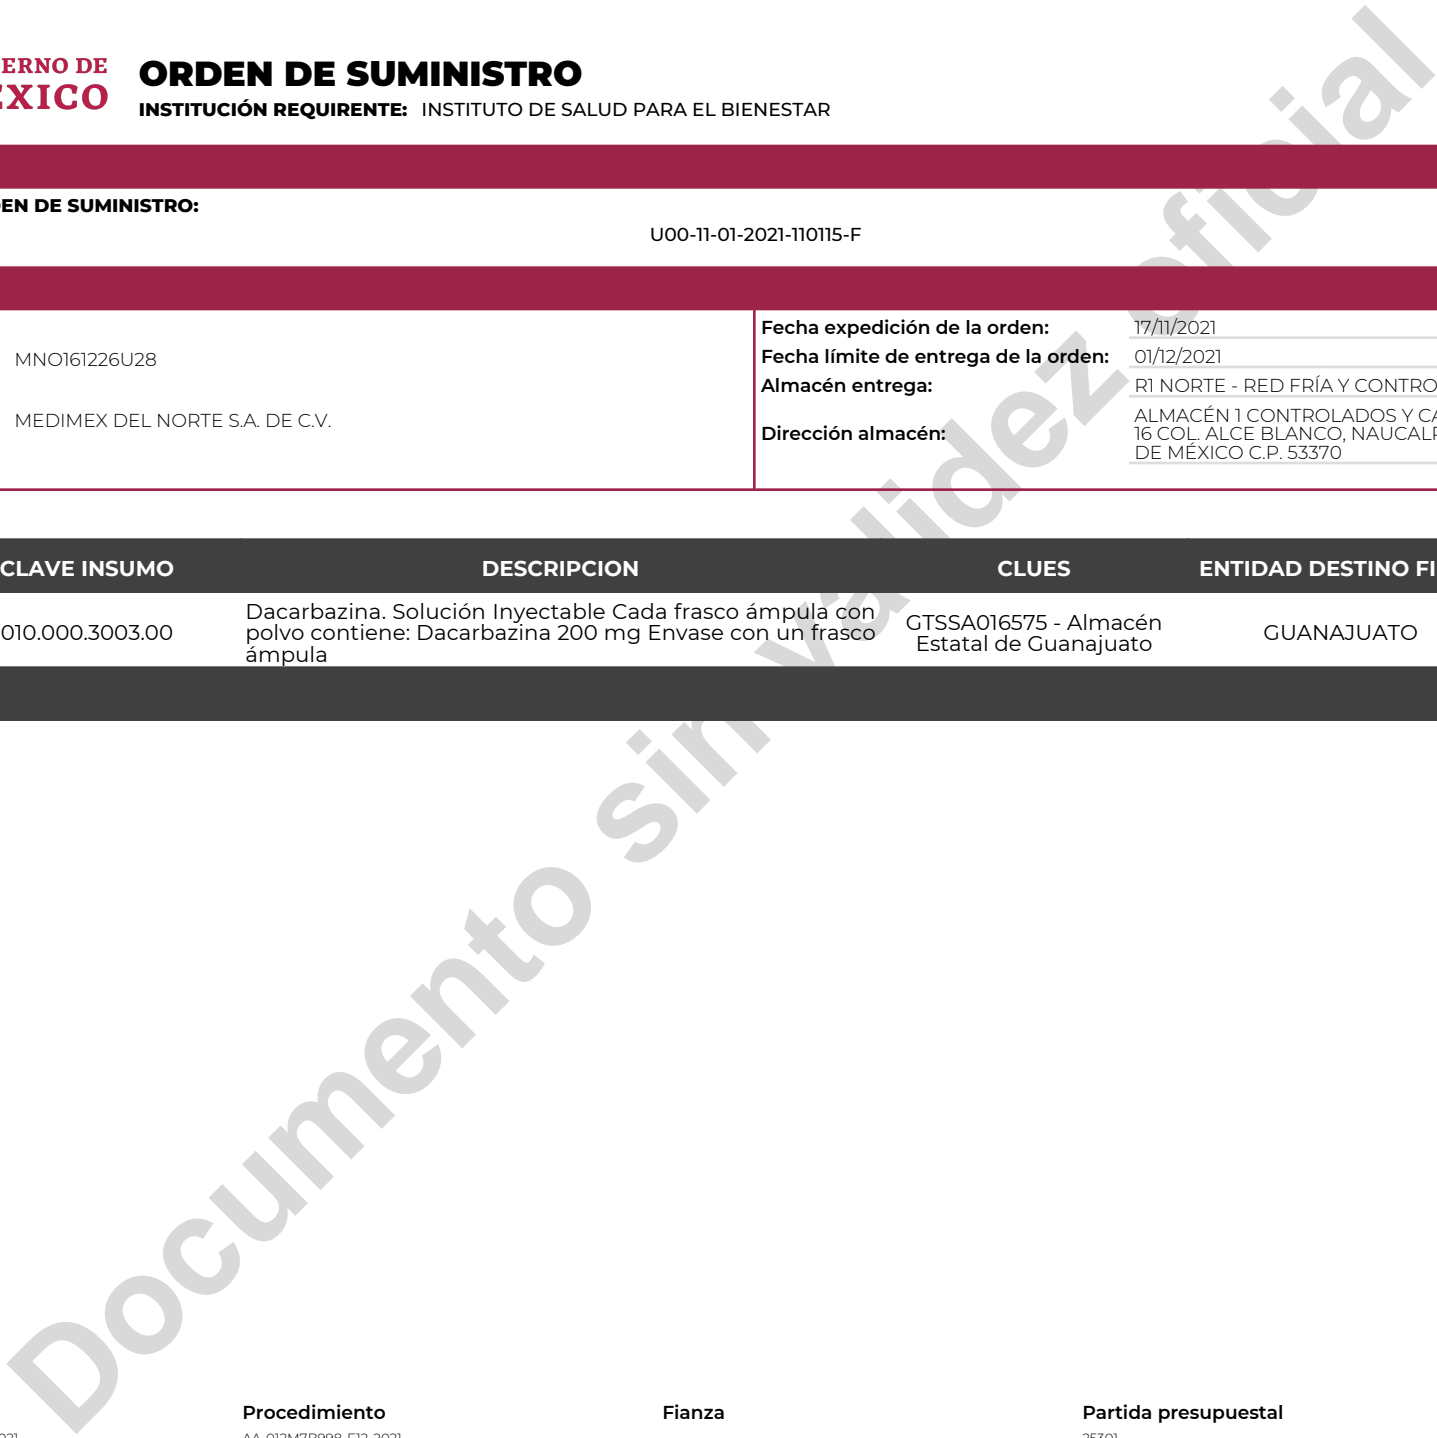 ERNO DE
ORDEN DE SUMINISTRO
INSTITUCIÓN REQUIRENTE: INSTITUTO DE SALUD PARA EL BIENESTAR
EN DE SUMINISTRO:
U00-11-01-2021-110115-F
MNO161226U28
MEDIMEX DEL NORTE S.A. DE C.V.
Fecha expedición de la orden: 17/11/2021
Fecha límite de entrega de la orden: 01/12/2021
Almacén entrega: R1 NORTE - RED FRÍA Y CONTRO
Dirección almacén: ALMACÉN 1 CONTROLADOS Y CA
16 COL. ALCE BLANCO, NAUCALP
DE MÉXICO C.P. 53370
CLAVE INSUMO DESCRIPCION CLUES ENTIDAD DESTINO FI
010.000.3003.00
Dacarbazina. Solución Inyectable Cada frasco ámpula con
polvo contiene: Dacarbazina 200 mg Envase con un frasco
ámpula
GTSSA016575 - Almacén
Estatal de Guanajuato
GUANAJUATO
Documento sin validez oficial
Procedimiento Fianza Partida presupuestal